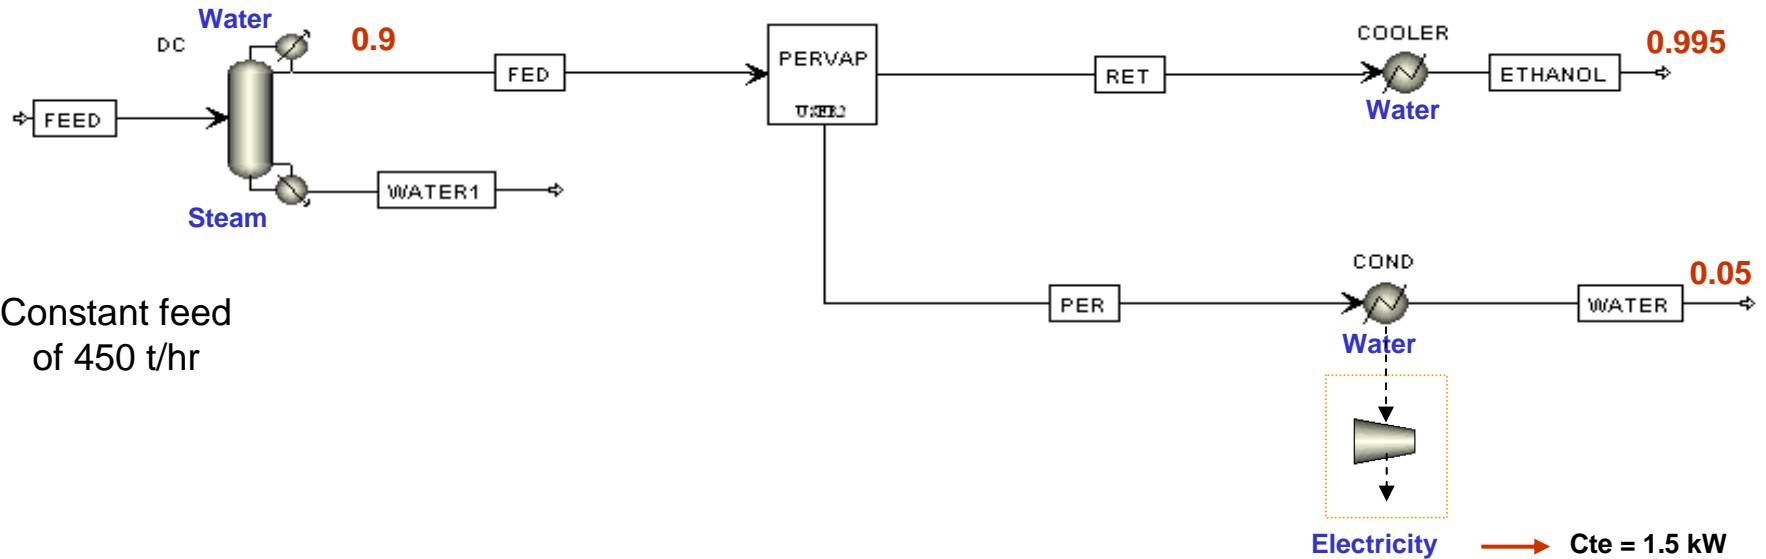 Water
DC
0.9
COOLER
0.995
PERVAP
FED
RET
ETHANOL
FEED
USER2
Water
WATER1
Steam
COND
0.05
Constant feed
of 450 t/hr
PER
WATER
Water
Electricity
Cte = 1.5 kW